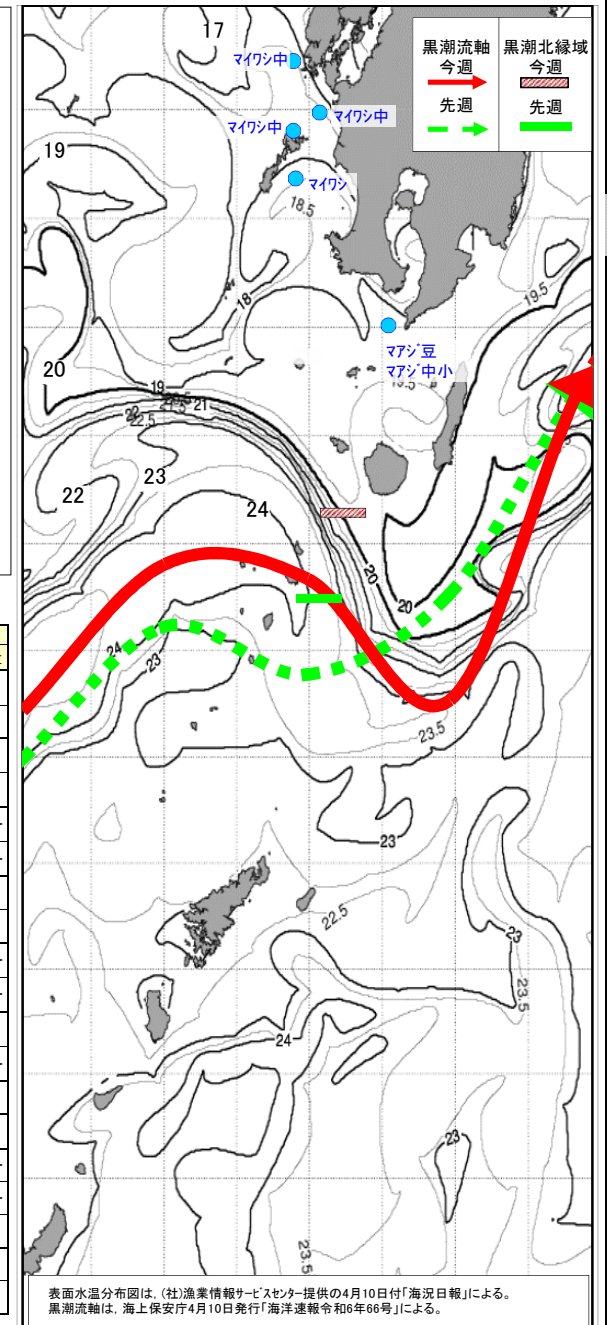 黒潮流軸
今週
先週
黒潮北縁域
今週
先週
17
マイワシ中
マイワシ中
マイワシ中
19
マイワシ
18.5
18
19.5
マアジ豆
マアジ中小
19.5
20
19
22.5
22
21.5
21
22.5
23
22
24
20
20
24
23
23.5
23
22.5
23
23.5
24
23
23.5
表面水温分布図は, (社)漁業情報サービスセンター提供の4月10日付「海況日報」による。
黒潮流軸は, 海上保安庁4月10日発行「海洋速報令和6年66号」による。